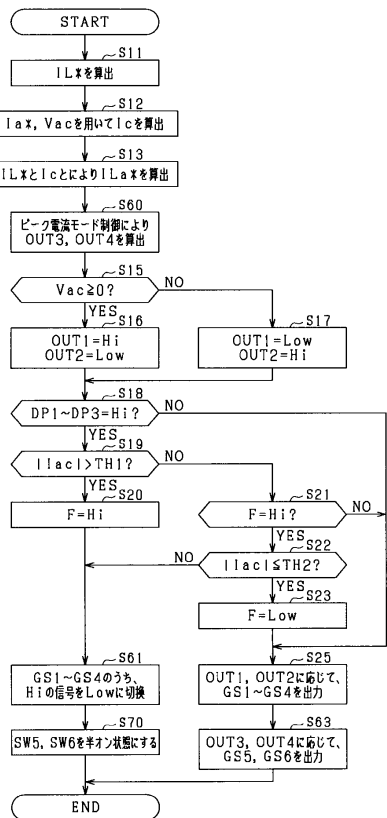 START
S11
IL*を算出
S12
Ia*, Vacを用いてIcを算出
S13
IL*とIcとによりILa*を算出
S60
ピーク電流モード制御により
OUT3, OUT4を算出
S15
Vac≧0?
NO
YES
S16
OUT1=Hi
OUT2=Low
S17
OUT1=Low
OUT2=Hi
S18
DP1~DP3=Hi?
NO
YES
S19
|Iac|>TH1?
NO
YES
S20
F=Hi
S21
F=Hi?
NO
YES
S22
|Iac|≦TH2?
NO
YES
S23
F=Low
S61
GS1~GS4のうち、
Hiの信号をLowに切換
S25
OUT1, OUT2に応じて、
GS1~GS4を出力
S70
SW5, SW6を半オン状態にする
S63
OUT3, OUT4に応じて、
GS5, GS6を出力
END